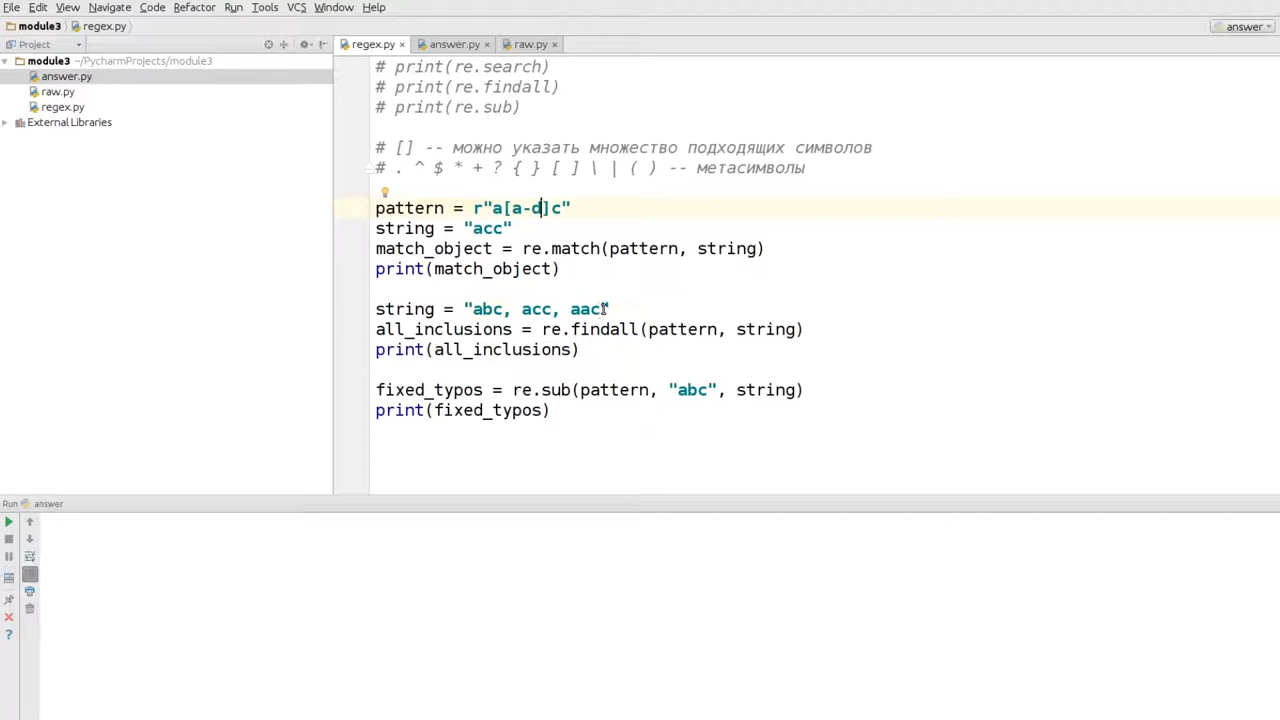 File Edit View Navigate Code Refactor Run Tools VCS Window Help
module3 regex.py answer
Project regex.py answer.py raw.py
module3 ~/PycharmProjects/module3
answer.py
raw.py
regex.py
External Libraries
# print(re.search)
# print(re.findall)
# print(re.sub)
# [] -- можно указать множество подходящих символов
# . ^ $ * + ? { } [ ] \ | ( ) -- метасимволы
pattern = r"a[a-d]c"
string = "acc"
match_object = re.match(pattern, string)
print(match_object)
string = "abc, acc, aac"
all_inclusions = re.findall(pattern, string)
print(all_inclusions)
fixed_typos = re.sub(pattern, "abc", string)
print(fixed_typos)
Run answer